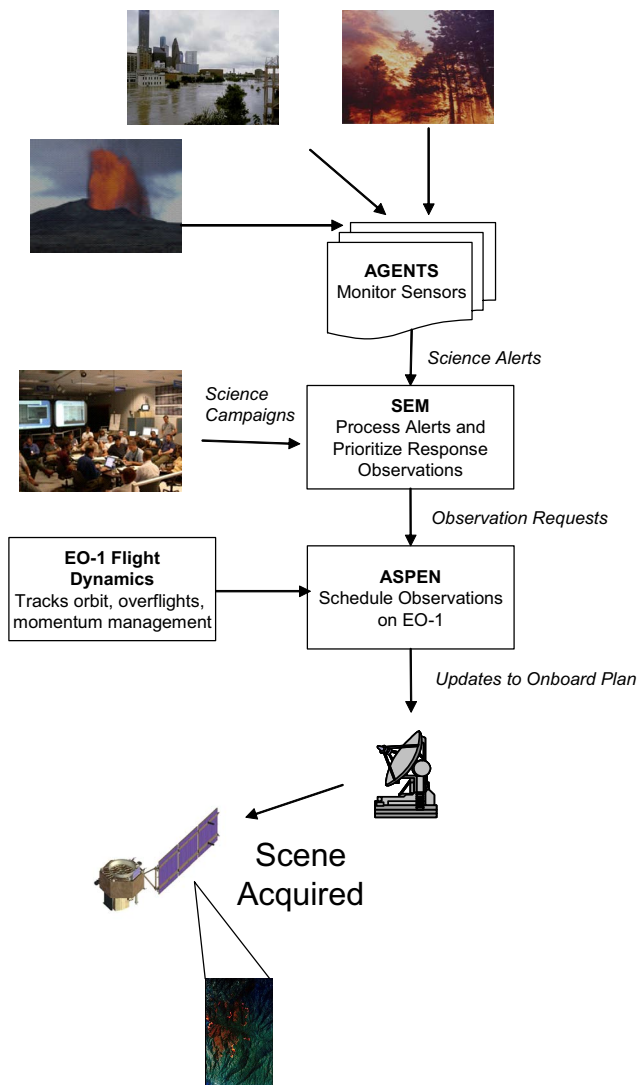 AGENTS
Monitor Sensors
Science Alerts
Science
Campaigns
SEM
Process Alerts and
Prioritize Response
Observations
Observation Requests
EO-1 Flight
Dynamics
Tracks orbit, overflights,
momentum management
ASPEN
Schedule Observations
on EO-1
Updates to Onboard Plan
Scene
Acquired